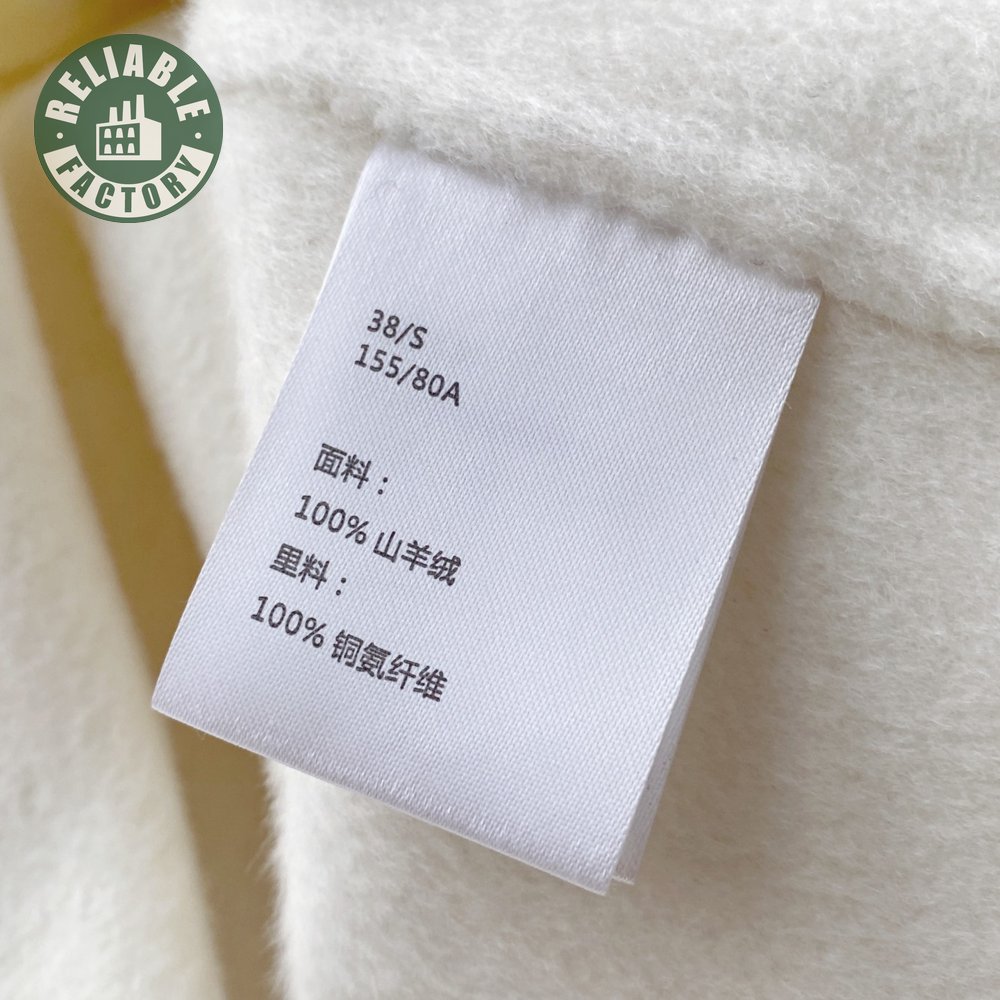 RELIABLE
FACTORY
38/S
155/80A
面料：
100% 山羊绒
里料：
100% 铜氨纤维